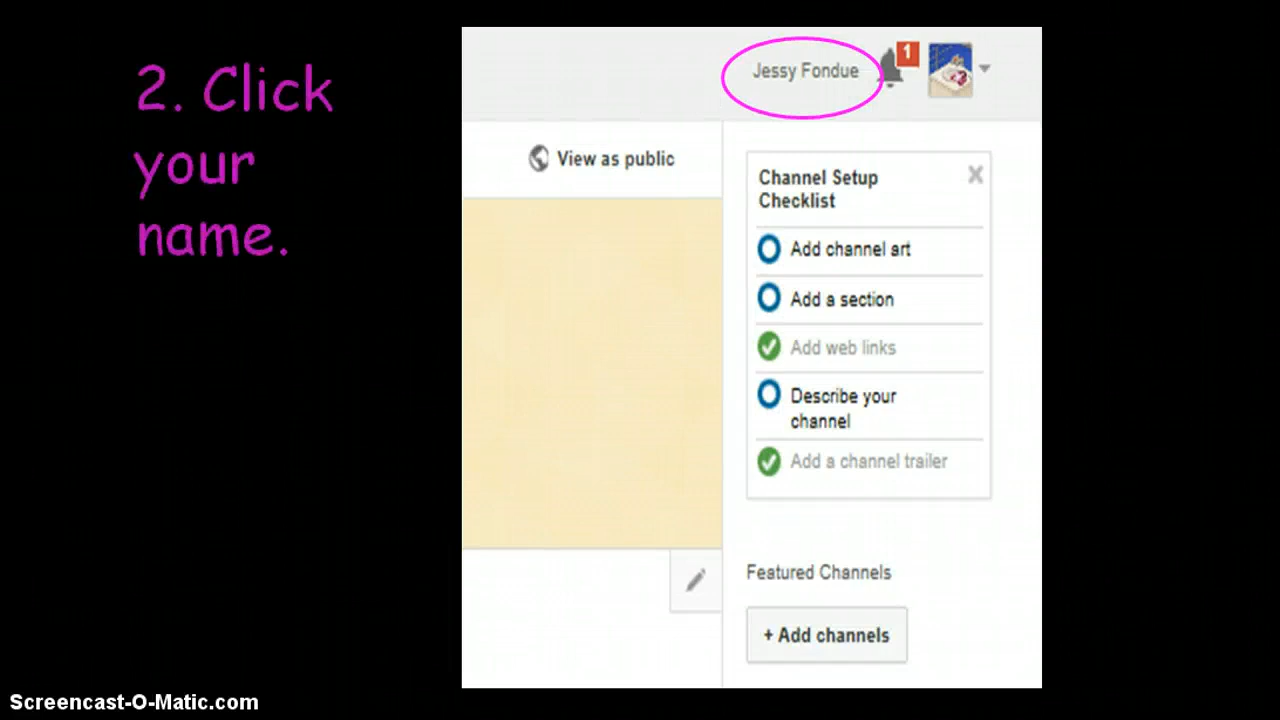 2. Click
your
name.
Jessy Fondue
1
View as public
Channel Setup
Checklist
Add channel art
Add a section
Add web links
Describe your
channel
Add a channel trailer
Featured Channels
+ Add channels
Screencast-O-Matic.com